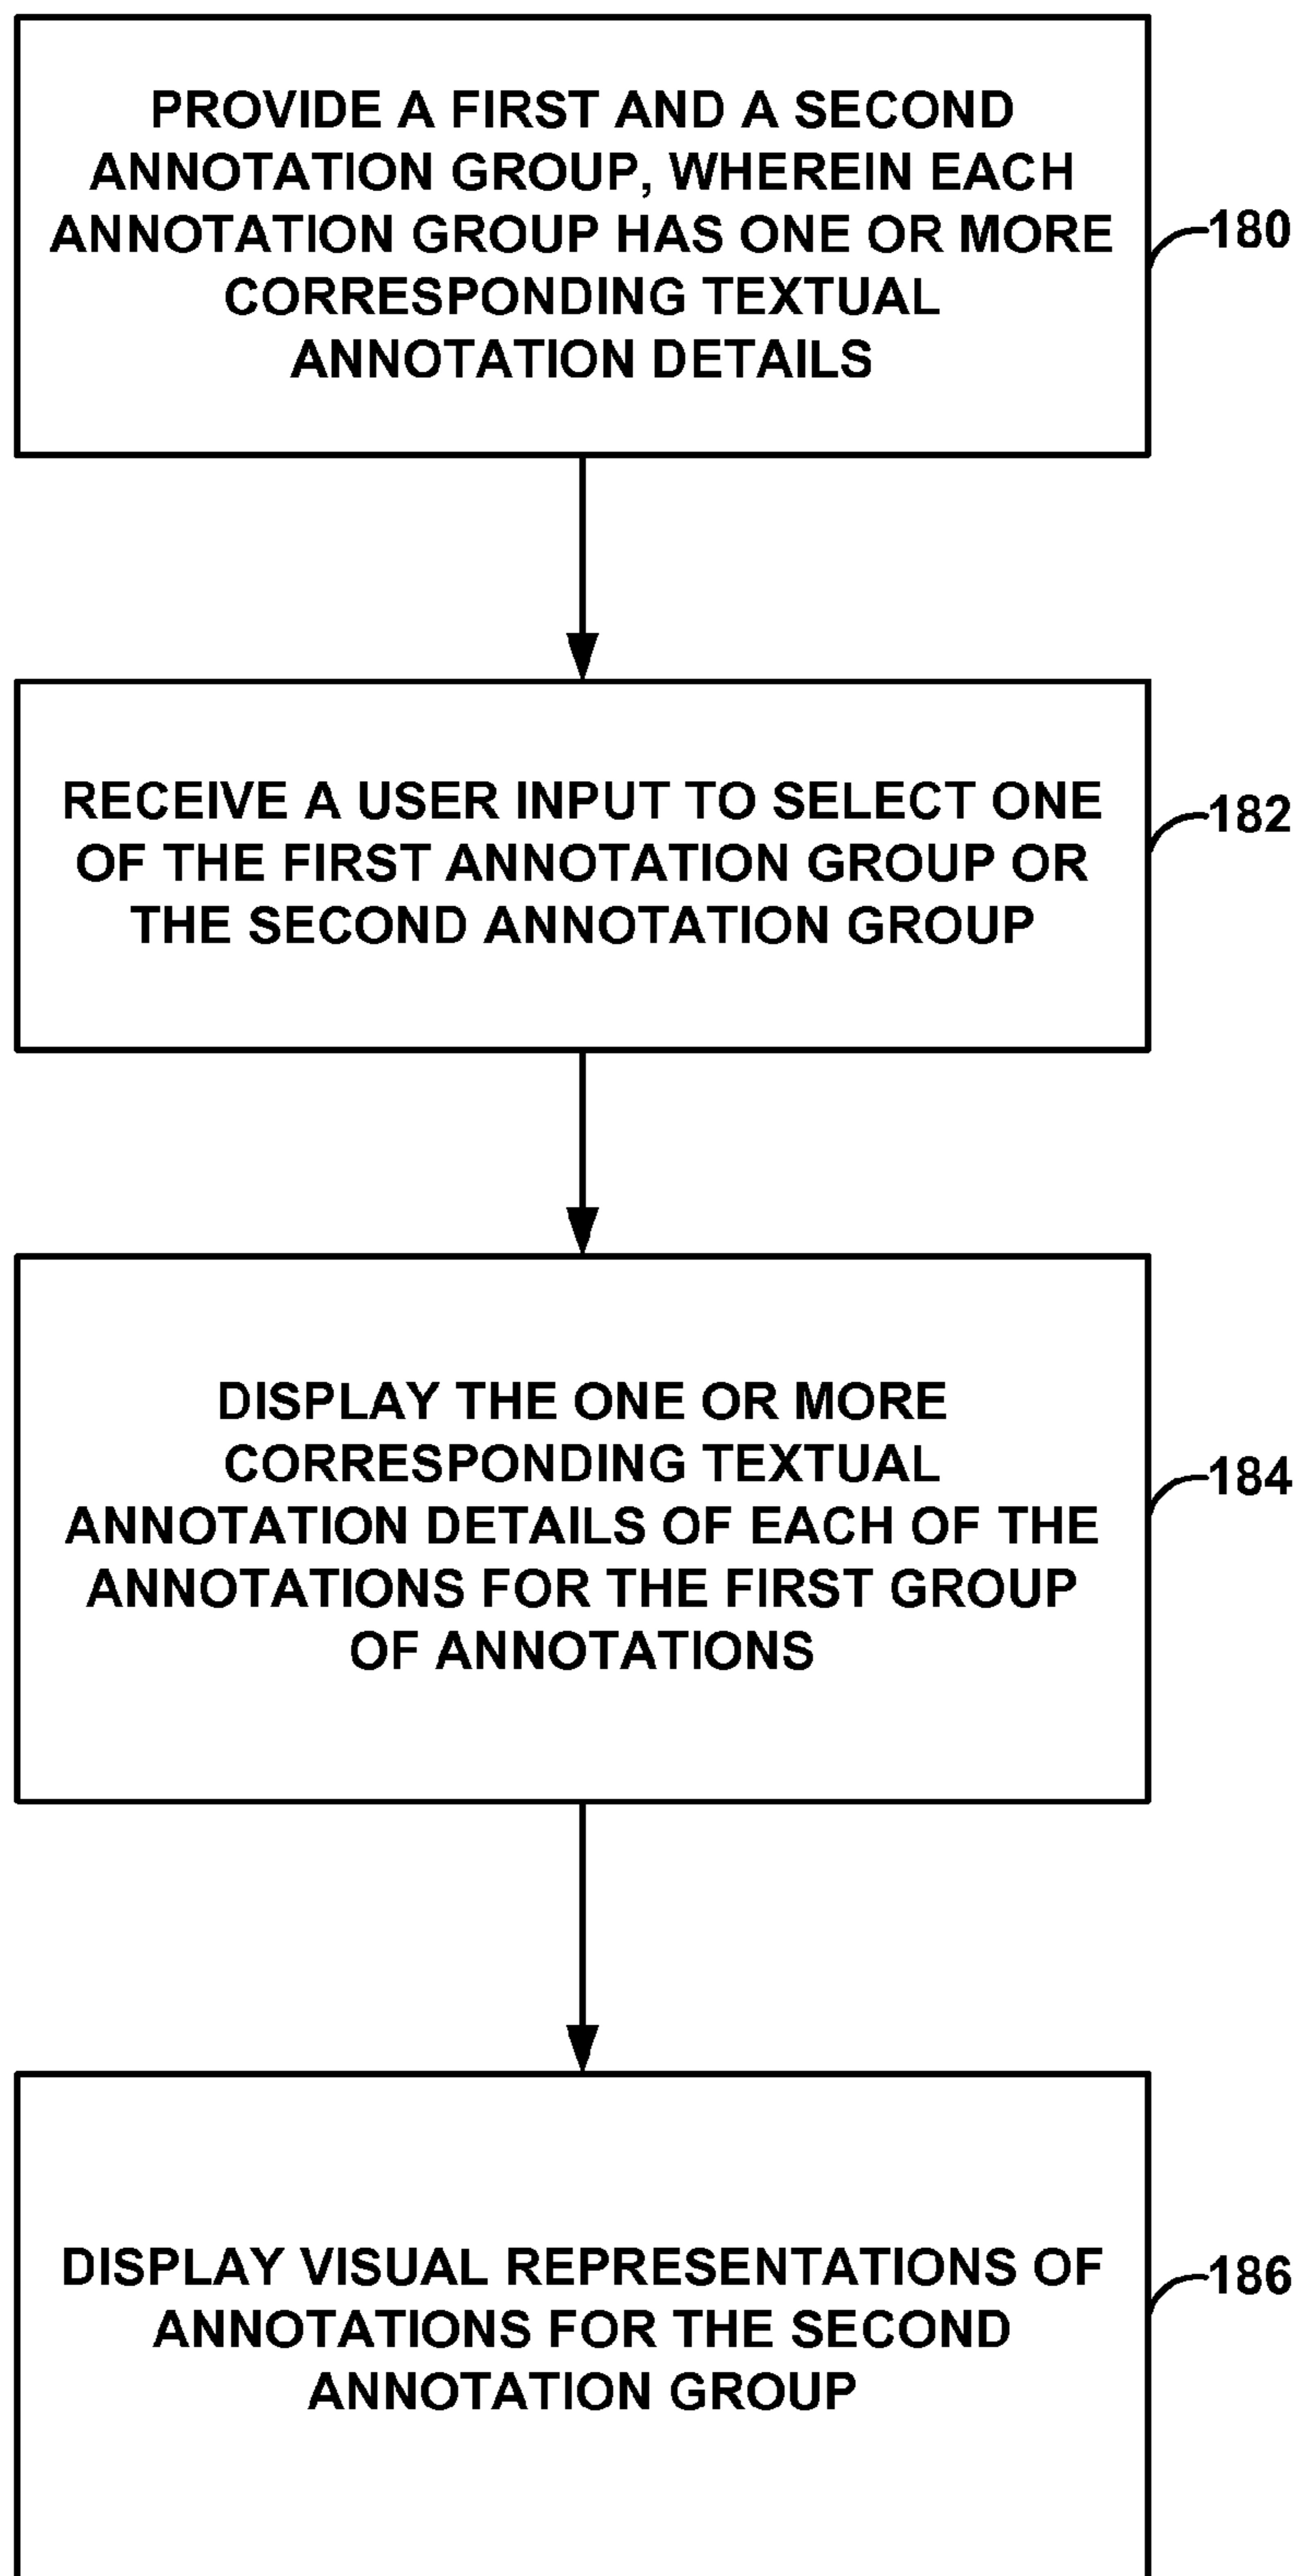 PROVIDE A FIRST AND A SECOND
ANNOTATION GROUP, WHEREIN EACH
ANNOTATION GROUP HAS ONE OR MORE
CORRESPONDING TEXTUAL
ANNOTATION DETAILS
180
RECEIVE A USER INPUT TO SELECT ONE
OF THE FIRST ANNOTATION GROUP OR
THE SECOND ANNOTATION GROUP
182
DISPLAY THE ONE OR MORE
CORRESPONDING TEXTUAL
ANNOTATION DETAILS OF EACH OF THE
ANNOTATIONS FOR THE FIRST GROUP
OF ANNOTATIONS
184
DISPLAY VISUAL REPRESENTATIONS OF
ANNOTATIONS FOR THE SECOND
ANNOTATION GROUP
186